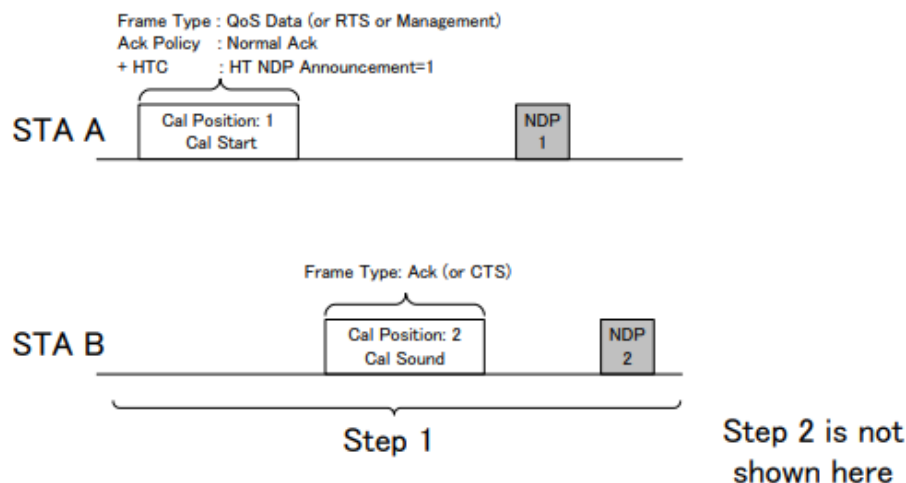 Frame Type : QoS Data (or RTS or Management)
Ack Policy : Normal Ack
+ HTC : HT NDP Announcement=1
STA A
Cal Position: 1
Cal Start
NDP
1
Frame Type: Ack (or CTS)
STA B
Cal Position: 2
Cal Sound
NDP
2
Step 1
Step 2 is not
shown here